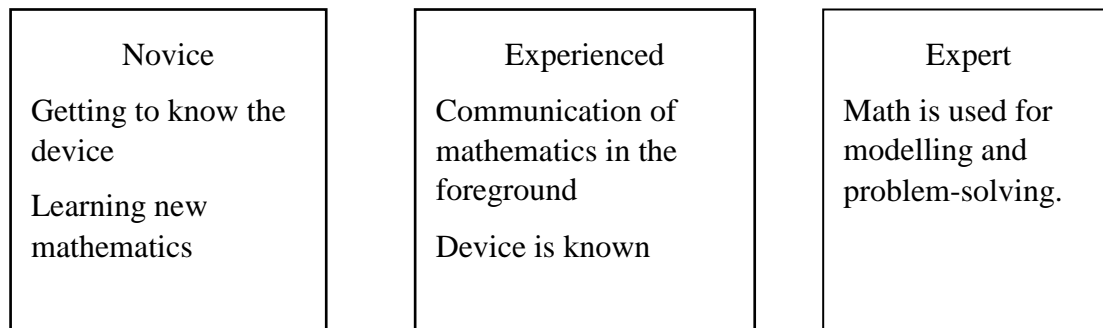 Novice
Getting to know the
device
Learning new
mathematics
Experienced
Communication of
mathematics in the
foreground
Device is known
Expert
Math is used for
modelling and
problem-solving.